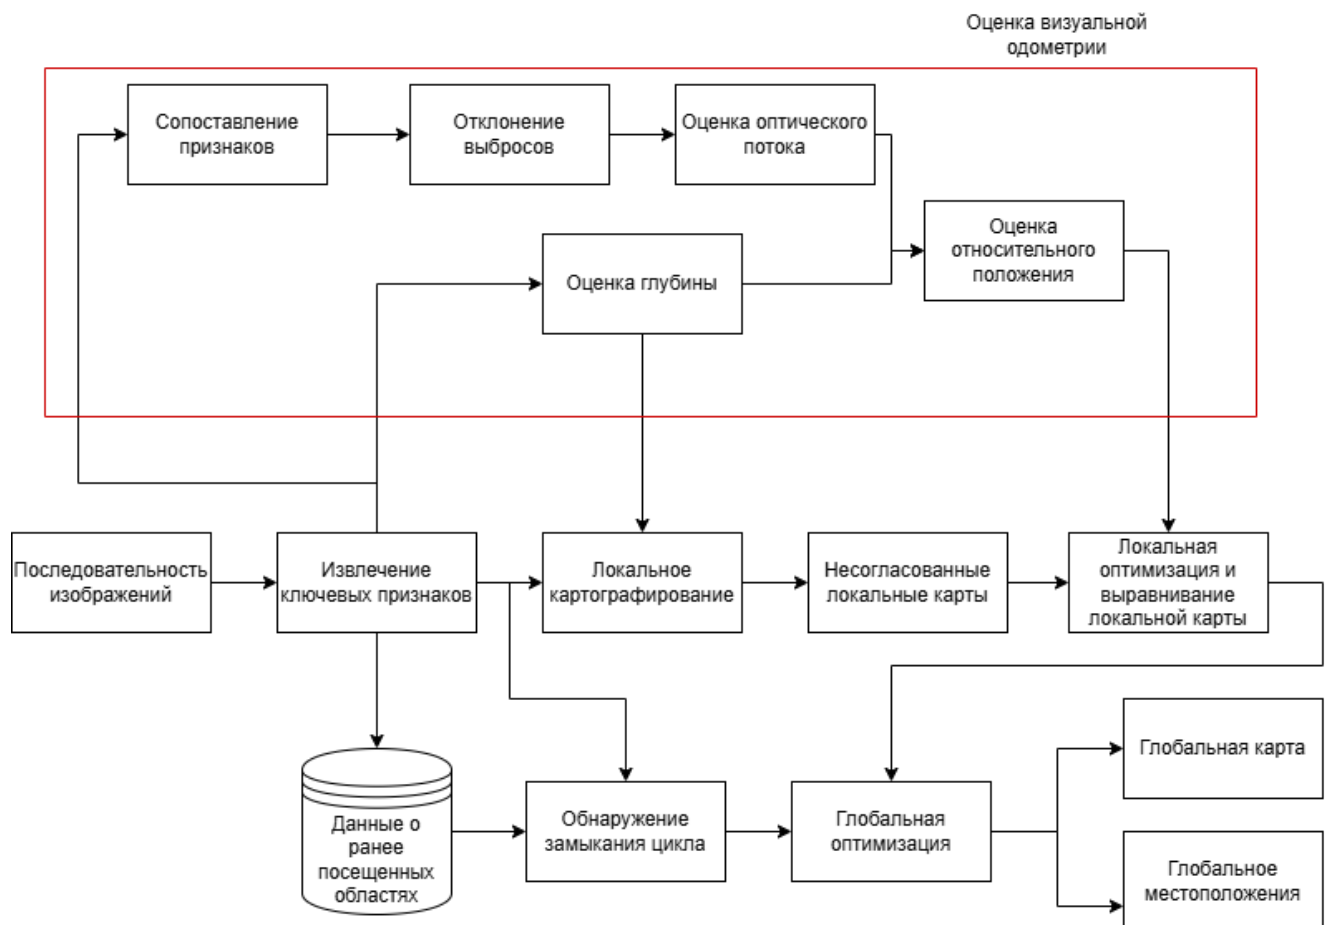 Оценка визуальной
одометрии
Сопоставление
признаков
Отклонение
выбросов
Оценка оптического
потока
Оценка
относительного
положения
Оценка глубины
Последовательность
изображений
Извлечение
ключевых признаков
Локальное
картографирование
Несогласованные
локальные карты
Локальная
оптимизация и
выравнивание
локальной карты
Данные о
ранее
посещенных
областях
Обнаружение
замыкания цикла
Глобальная
оптимизация
Глобальная карта
Глобальное
местоположения